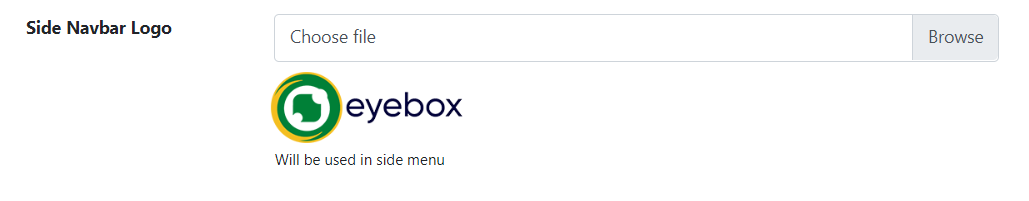 Side Navbar Logo
Choose file
Browse
eyebox
Will be used in side menu